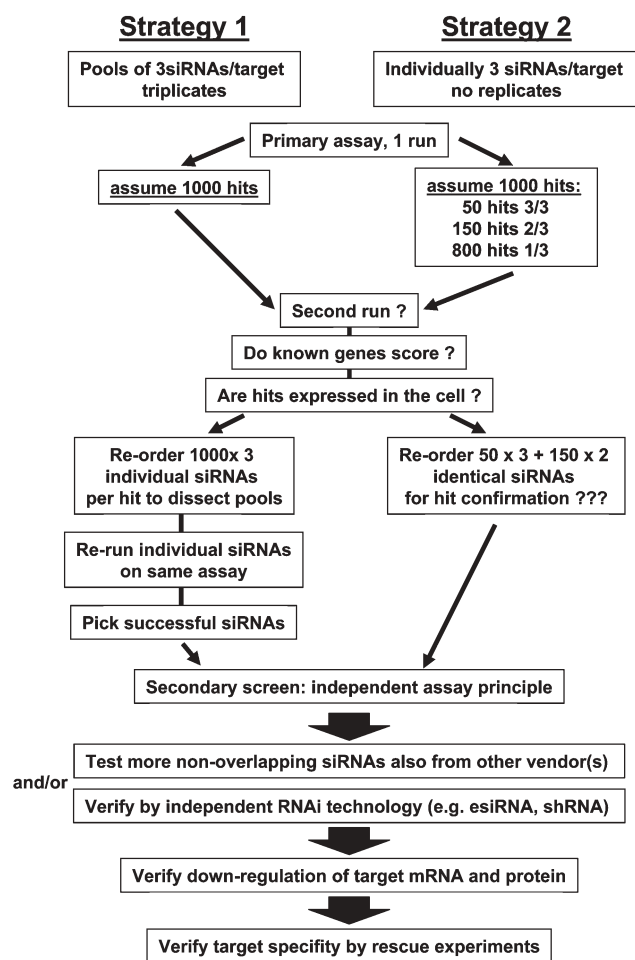 Strategy 1
Strategy 2
Pools of 3siRNAs/target
triplicates
Individually 3 siRNAs/target
no replicates
Primary assay, 1 run
assume 1000 hits
assume 1000 hits:
50 hits 3/3
150 hits 2/3
800 hits 1/3
Second run ?
Do known genes score ?
Are hits expressed in the cell ?
Re-order 1000x 3
individual siRNAs
per hit to dissect pools
Re-order 50 x 3 + 150 x 2
identical siRNAs
for hit confirmation ???
Re-run individual siRNAs
on same assay
Pick successful siRNAs
Secondary screen: independent assay principle
Test more non-overlapping siRNAs also from other vendor(s)
and/or
Verify by independent RNAi technology (e.g. esiRNA, shRNA)
Verify down-regulation of target mRNA and protein
Verify target specifity by rescue experiments